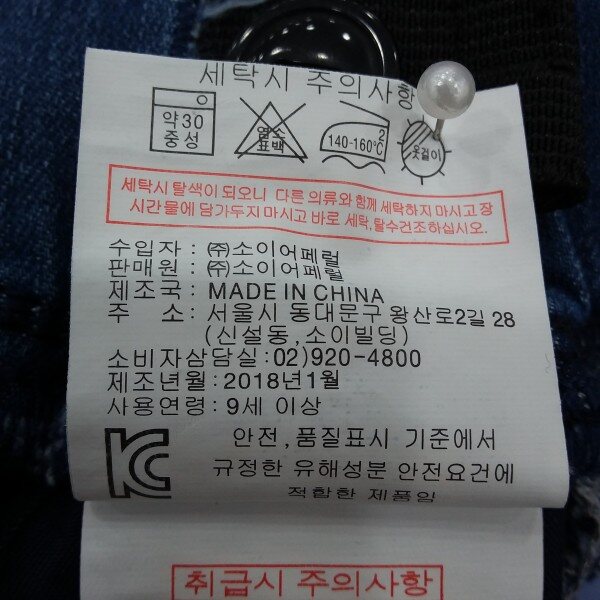 세탁시 주의사항
약30
중성
염소
표백
2
140-160℃
옷걸이
세탁시 탈색이 되오니 다른 의류와 함께 세탁하지 마시고 장
시간 물에 담가두지 마시고 바로 세탁, 탈수건조하십시오.
수입자 : ㈜소이어페럴
판매원 : ㈜소이어페럴
제조국 : MADE IN CHINA
주 소 : 서울시 동대문구 왕산로2길 28
(신설동,소이빌딩)
소비자삼담실:02)920-4800
제조년월:2018년1월
사용연령:9세 이상
안전,품질표시 기준에서
규정한 유해성분 안전요건에
적합한 제품임
취급시 주의사항